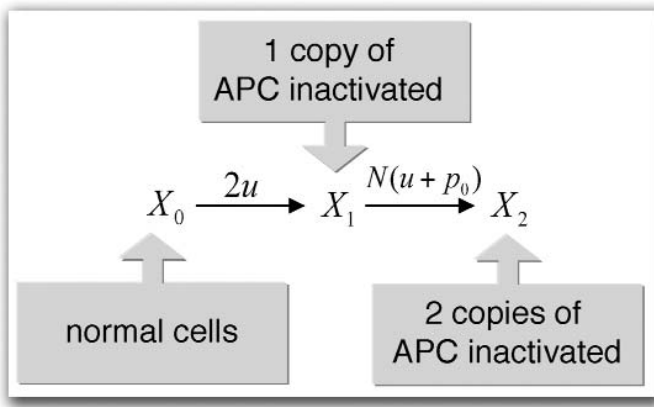 1 copy of
APC inactivated
X₀ 2u X₁ N(u + p₀) X₂
normal cells
2 copies of
APC inactivated